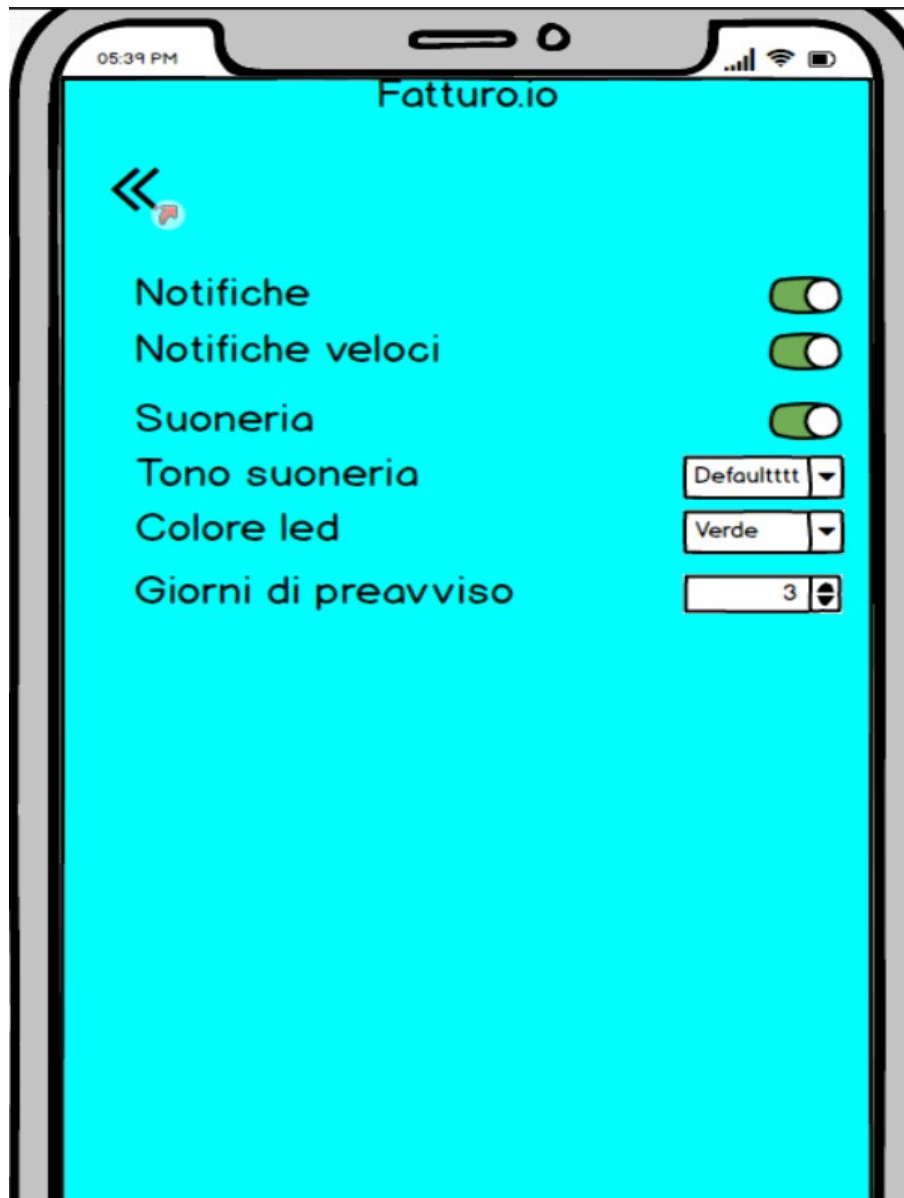 05:39 PM
Fatturo.io
Notifiche
Notifiche veloci
Suoneria
Tono suoneria Defaultttt
Colore led Verde
Giorni di preavviso 3